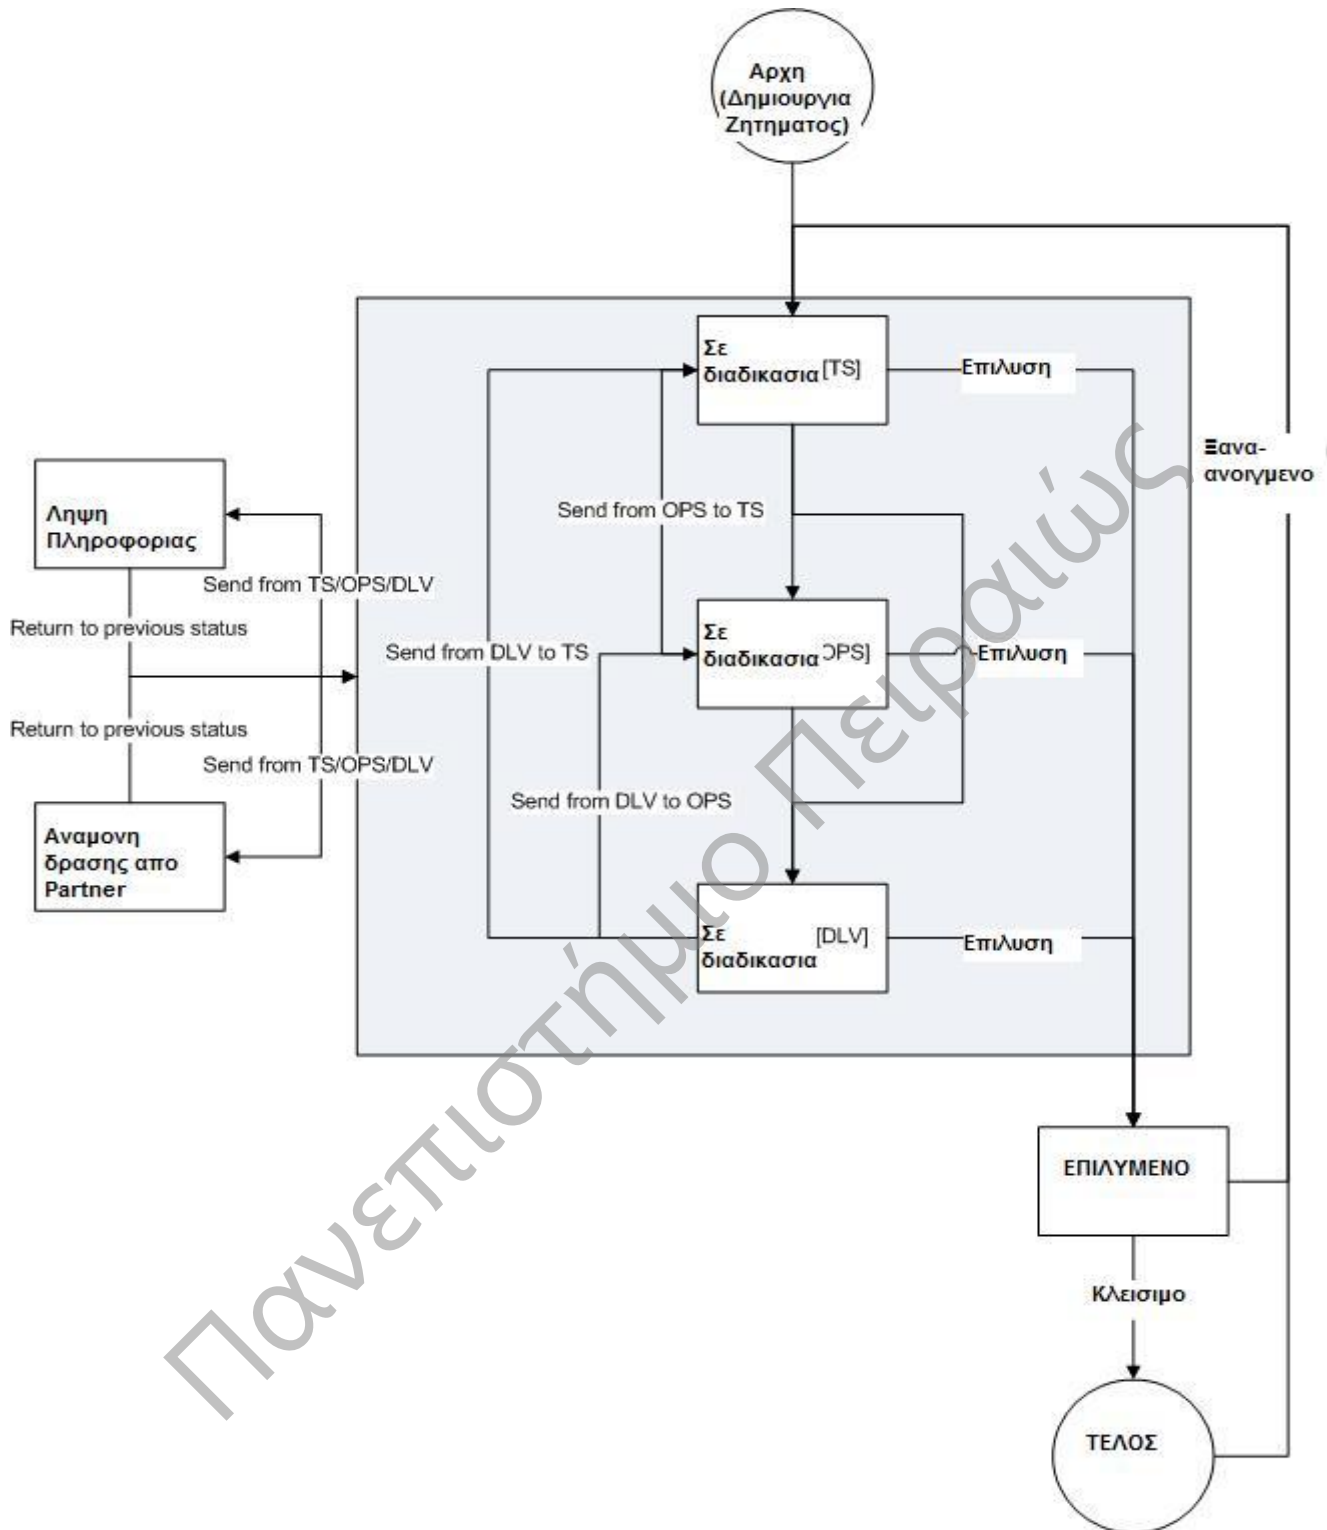 Αρχη
(Δημιουργια
Ζητηματος)
Σε
διαδικασια [TS]
Επιλυση
Ξανα-
ανοιγμενο
Ληψη
Πληροφοριας
Send from OPS to TS
Send from TS/OPS/DLV
Return to previous status
Send from DLV to TS
Σε
διαδικασια OPS]
Επιλυση
Return to previous status
Send from TS/OPS/DLV
Send from DLV to OPS
Αναμονη
δρασης απο
Partner
Σε
διαδικασια [DLV]
Επιλυση
ΕΠΙΛΥΜΕΝΟ
Κλεισιμο
ΤΕΛΟΣ
Πανεπιστήμιο Πειραιώς